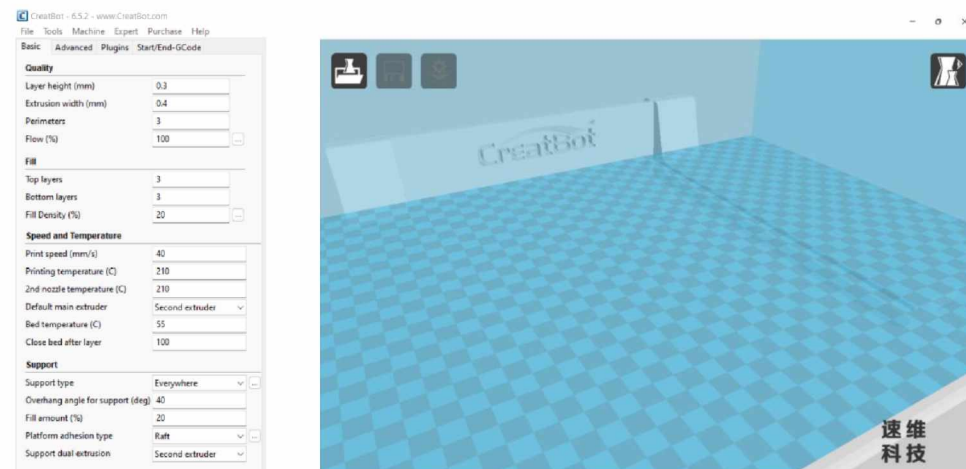 CreatBot - 6.5.2 - www.CreatBot.com
File Tools Machine Expert Purchase Help
Basic Advanced Plugins Start/End-GCode
Quality
Layer height (mm) 0.3
Extrusion width (mm) 0.4
Perimeters 3
Flow (%) 100 ...
Fill
Top layers 3
Bottom layers 3
Fill Density (%) 20 ...
Speed and Temperature
Print speed (mm/s) 40
Printing temperature (C) 210
2nd nozzle temperature (C) 210
Default main extruder Second extruder
Bed temperature (C) 55
Close bed after layer 100
Support
Support type Everywhere ...
Overhang angle for support (deg) 40
Fill amount (%) 20
Platform adhesion type Raft ...
Support dual extrusion Second extruder
CreatBot
速维
科技